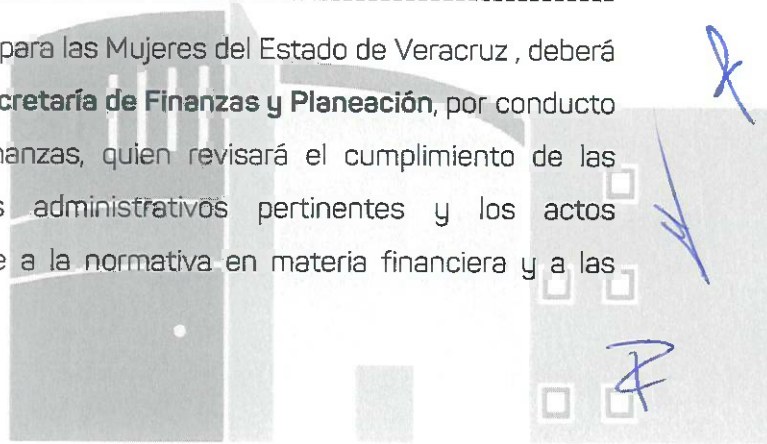 para las Mujeres del Estado de Veracruz , deberá
cretaría de Finanzas y Planeación, por conducto
nanzas, quien revisará el cumplimiento de las
s administrativos pertinentes y los actos
e a la normativa en materia financiera y a las